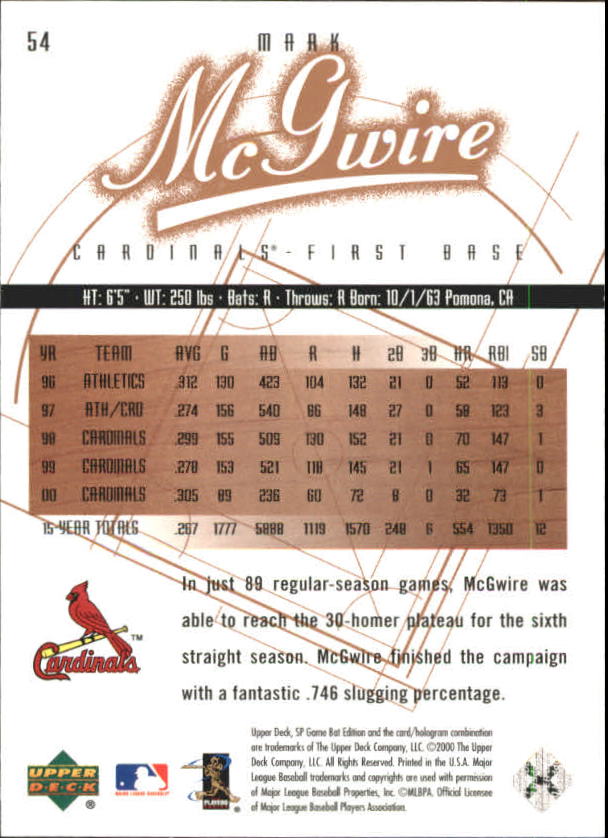 54
MARK
McGwire
CARDINALS® - FIRST BASE
HT: 6'5" · WT: 250 lbs · Bats: R · Throws: R Born: 10/1/63 Pomona, CA
YR TEAM AVG G AB R H 2B 3B HR RBI SB
96 ATHLETICS .312 130 423 104 132 21 0 52 113 0
97 ATH/CRD .274 156 540 86 148 27 0 58 123 3
98 CARDINALS .299 155 509 130 152 21 0 70 147 1
99 CARDINALS .278 153 521 118 145 21 1 65 147 0
00 CARDINALS .305 89 236 60 72 8 0 32 73 1
15-YEAR TOTALS .267 1777 5888 1119 1570 248 6 554 1350 12
In just 89 regular-season games, McGwire was
able to reach the 30-homer plateau for the sixth
straight season. McGwire finished the campaign
with a fantastic .746 slugging percentage.
Cardinals ™
Upper Deck, SP Game Bat Edition and the card/hologram combination
are trademarks of The Upper Deck Company, LLC. ©2000 The Upper
Deck Company, LLC. All Rights Reserved. Printed in the U.S.A. Major
League Baseball trademarks and copyrights are used with permission
of Major League Baseball Properties, Inc. ©MLBPA. Official Licensee
of Major League Baseball Players Association.
UPPER
DECK ®
PLAYERS